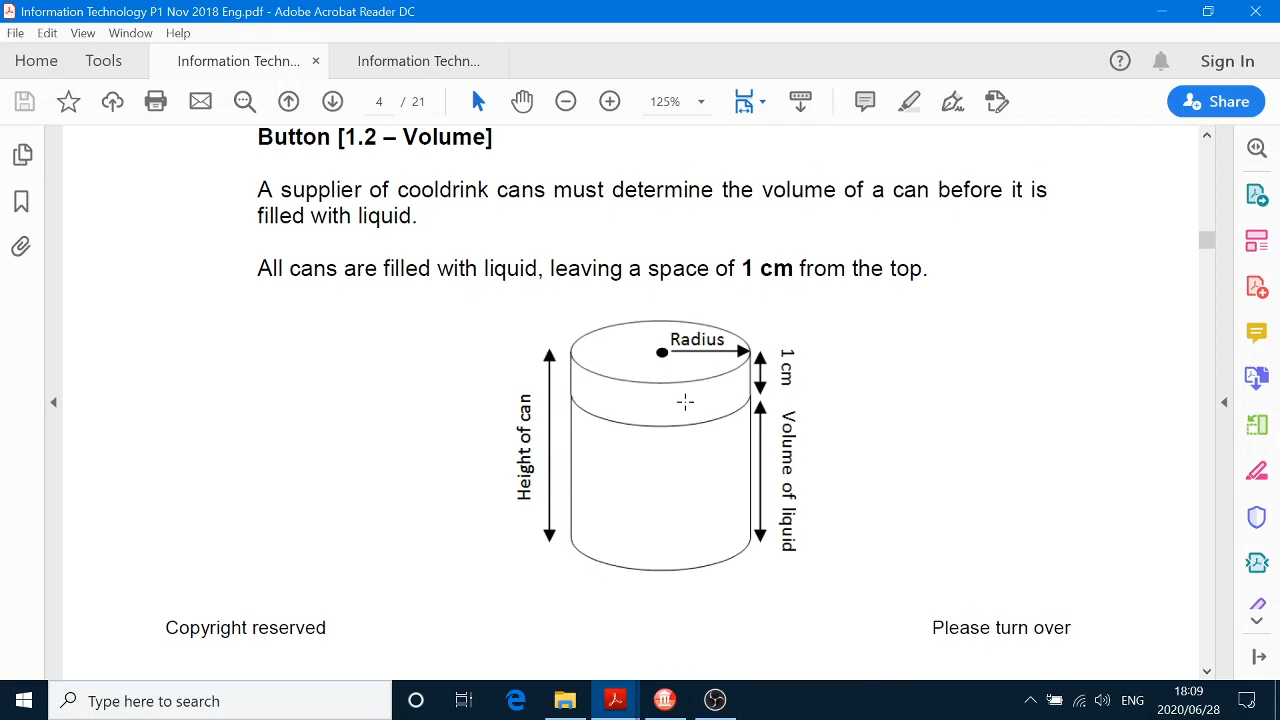 Information Technology P1 Nov 2018 Eng.pdf - Adobe Acrobat Reader DC
File Edit View Window Help
Home Tools Information Techn... × Information Techn... Sign In
4 / 21 125% Share
Button [1.2 – Volume]
A supplier of cooldrink cans must determine the volume of a can before it is
filled with liquid.
All cans are filled with liquid, leaving a space of 1 cm from the top.
Radius
1 cm
Height of can
Volume of liquid
Copyright reserved Please turn over
Type here to search
ENG
18:09
2020/06/28